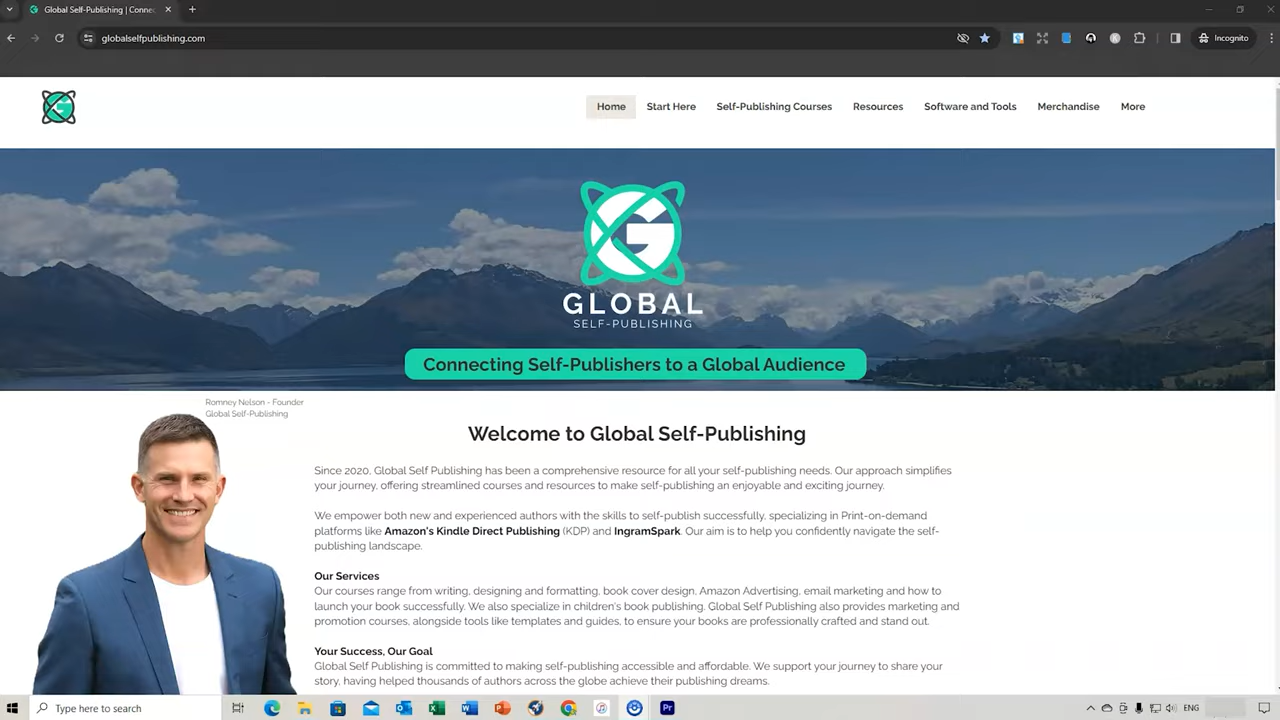 Global Self-Publishing | Connec
globalselfpublishing.com
Incognito
Home Start Here Self-Publishing Courses Resources Software and Tools Merchandise More
GLOBAL
SELF-PUBLISHING
Connecting Self-Publishers to a Global Audience
Romney Nelson - Founder
Global Self-Publishing
Welcome to Global Self-Publishing
Since 2020, Global Self Publishing has been a comprehensive resource for all your self-publishing needs. Our approach simplifies
your journey, offering streamlined courses and resources to make self-publishing an enjoyable and exciting journey.
We empower both new and experienced authors with the skills to self-publish successfully, specializing in Print-on-demand
platforms like Amazon's Kindle Direct Publishing (KDP) and IngramSpark. Our aim is to help you confidently navigate the self-
publishing landscape.
Our Services
Our courses range from writing, designing and formatting, book cover design, Amazon Advertising, email marketing and how to
launch your book successfully. We also specialize in children's book publishing. Global Self Publishing also provides marketing and
promotion courses, alongside tools like templates and guides, to ensure your books are professionally crafted and stand out.
Your Success, Our Goal
Global Self Publishing is committed to making self-publishing accessible and affordable. We support your journey to share your
story, having helped thousands of authors across the globe achieve their publishing dreams.
Type here to search
ENG